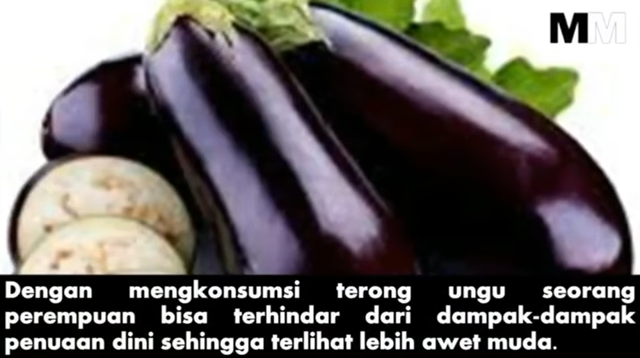 MM
Dengan mengkonsumsi terong ungu seorang
perempuan bisa terhindar dari dampak-dampak
penuaan dini sehingga terlihat lebih awet muda.